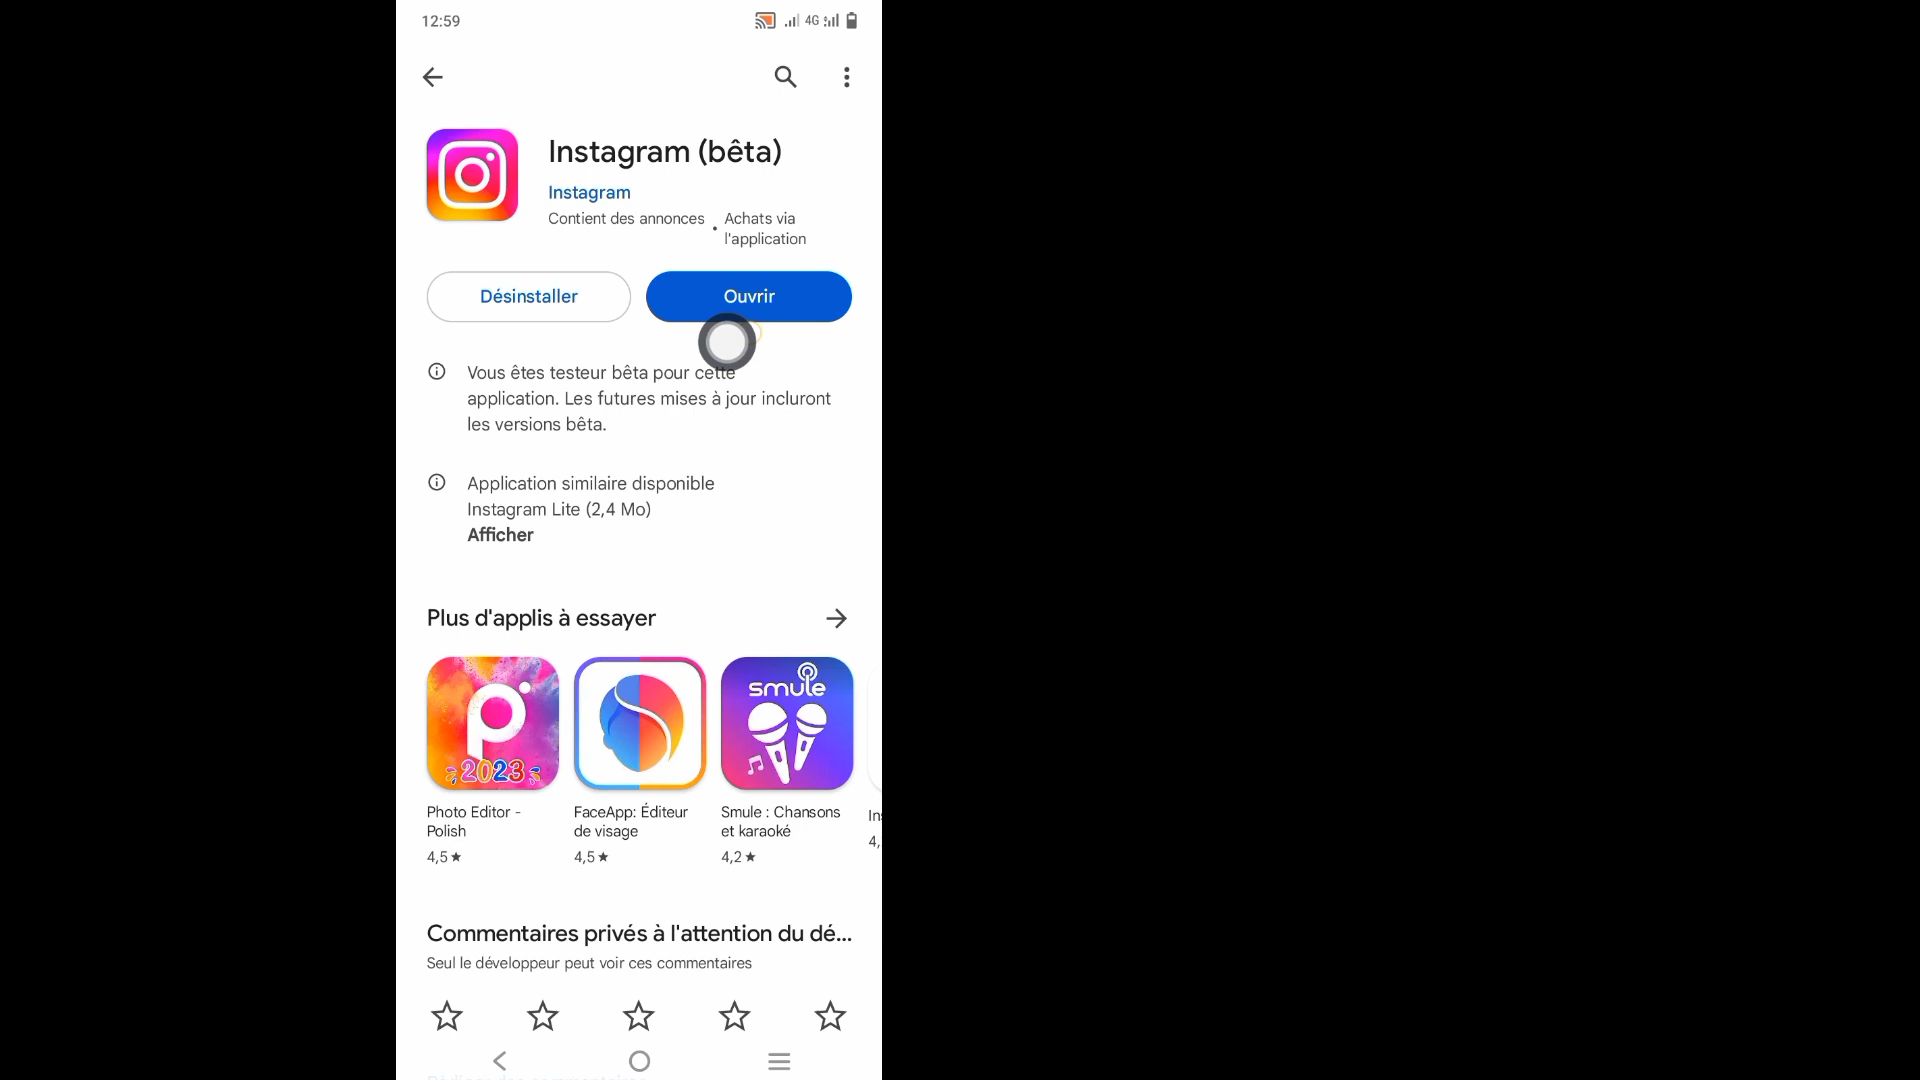 12:59
4G
Instagram (bêta)
Instagram
Contient des annonces • Achats via
l'application
Désinstaller
Ouvrir
Vous êtes testeur bêta pour cette
application. Les futures mises à jour incluront
les versions bêta.
Application similaire disponible
Instagram Lite (2,4 Mo)
Afficher
Plus d'applis à essayer
2023
smule
Photo Editor -
Polish
4,5★
FaceApp: Éditeur
de visage
4,5★
Smule : Chansons
et karaoké
4,2★
In
4,
Commentaires privés à l'attention du dé...
Seul le développeur peut voir ces commentaires